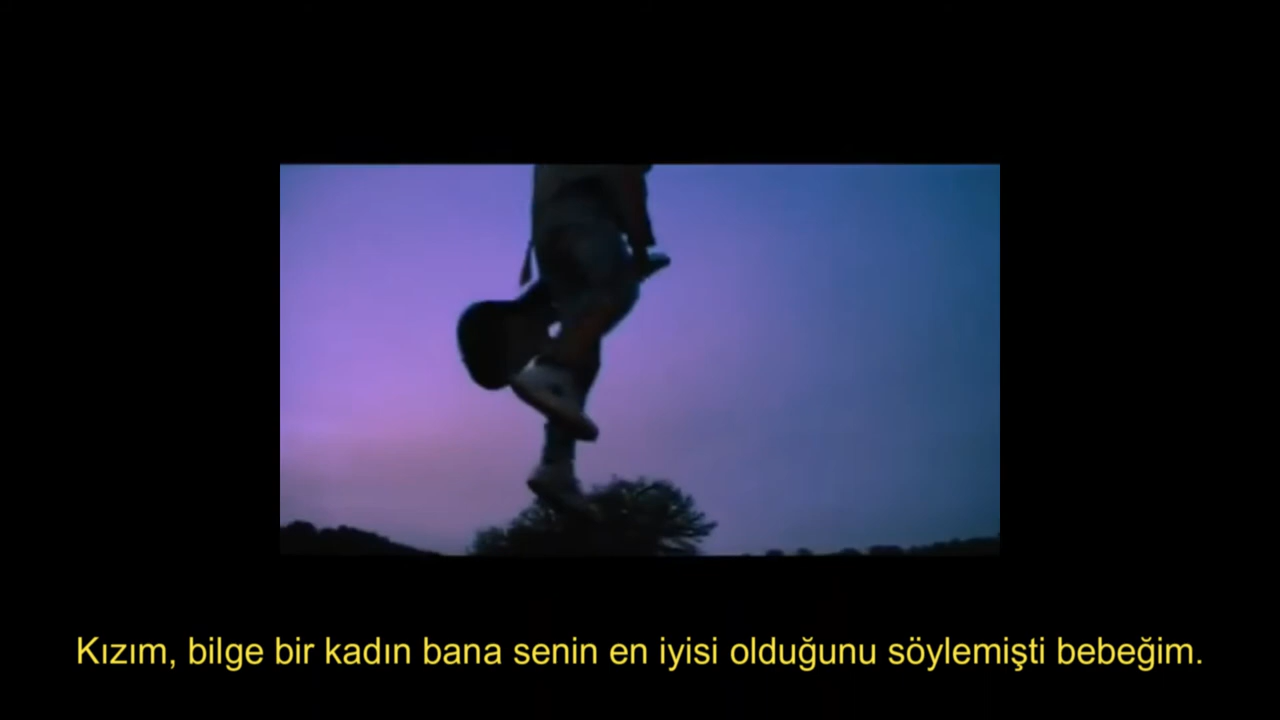 Kızım, bilge bir kadın bana senin en iyisi olduğunu söylemişti bebeğim.